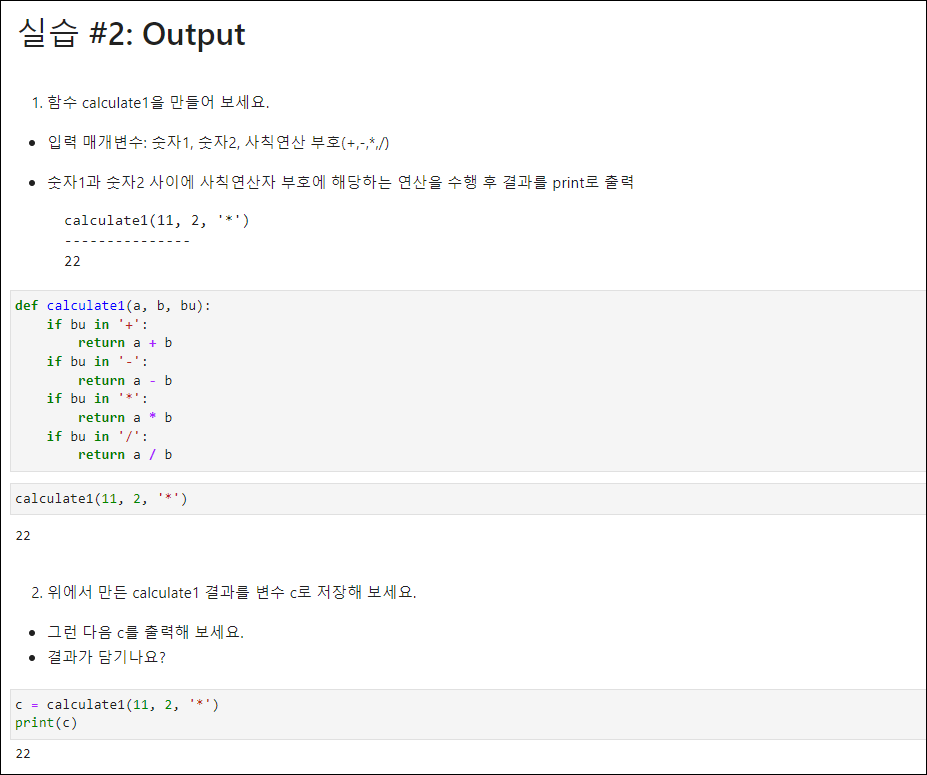 실습 #2: Output
1. 함수 calculate1을 만들어 보세요.
• 입력 매개변수: 숫자1, 숫자2, 사칙연산 부호(+,-,*,/)
• 숫자1과 숫자2 사이에 사칙연산자 부호에 해당하는 연산을 수행 후 결과를 print로 출력
calculate1(11, 2, '*')
---------------
22
def calculate1(a, b, bu):
    if bu in '+':
        return a + b
    if bu in '-':
        return a - b
    if bu in '*':
        return a * b
    if bu in '/':
        return a / b
calculate1(11, 2, '*')
22
2. 위에서 만든 calculate1 결과를 변수 c로 저장해 보세요.
• 그런 다음 c를 출력해 보세요.
• 결과가 담기나요?
c = calculate1(11, 2, '*')
print(c)
22